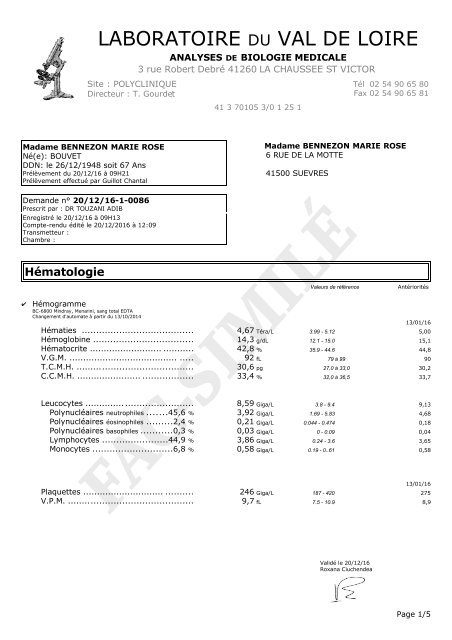 LABORATOIRE DU VAL DE LOIRE
ANALYSES DE BIOLOGIE MEDICALE
3 rue Robert Debré 41260 LA CHAUSSEE ST VICTOR
Site : POLYCLINIQUE
Directeur : T. Gourdet
Tél 02 54 90 65 80
Fax 02 54 90 65 81
41 3 70105 3/0 1 25 1
Madame BENNEZON MARIE ROSE
Né(e): BOUVET
DDN: le 26/12/1948 soit 67 Ans
Prélèvement du 20/12/16 à 09H21
Prélèvement effectué par Guillot Chantal
Madame BENNEZON MARIE ROSE
6 RUE DE LA MOTTE
41500 SUEVRES
Demande n° 20/12/16-1-0086
Prescrit par : DR TOUZANI ADIB
Enregistré le 20/12/16 à 09H13
Compte-rendu édité le 20/12/2016 à 12:09
Transmetteur :
Chambre :
FAC-SIMILÉ
Hématologie
Valeurs de référence Antériorités
✔ Hémogramme
BC-6800 Mindray, Menarini, sang total EDTA
Changement d'automate à partir du 13/10/2014
13/01/16
Hématies ...................................... 4,67 Téra/L 3.99 - 5.12 5,00
Hémoglobine .................................. 14,3 g/dL 12.1 - 15.0 15,1
Hématocrite .................................. 42,8 % 35.9 - 44.6 44,8
V.G.M. ........................................ 92 fL 79 à 99 90
T.C.M.H. ...................................... 30,6 pg 27,0 à 33,0 30,2
C.C.M.H. ...................................... 33,4 % 32,0 à 36,5 33,7
Leucocytes .................................... 8,59 Giga/L 3.9 - 9.4 9,13
Polynucléaires neutrophiles .......45,6 % 3,92 Giga/L 1.69 - 5.83 4,68
Polynucléaires éosinophiles .........2,4 % 0,21 Giga/L 0.044 - 0.474 0,18
Polynucléaires basophiles ...........0,3 % 0,03 Giga/L 0 - 0.09 0,04
Lymphocytes .......................44,9 % 3,86 Giga/L 0.24 - 3.6 3,65
Monocytes ...........................6,8 % 0,58 Giga/L 0.19 - 0.61 0,58
13/01/16
Plaquettes ..................................... 246 Giga/L 187 - 420 275
V.P.M. .......................................... 9,7 fL 7.5 - 10.9 8,9
Validé le 20/12/16
Roxana Ciuchendea
Page 1/5